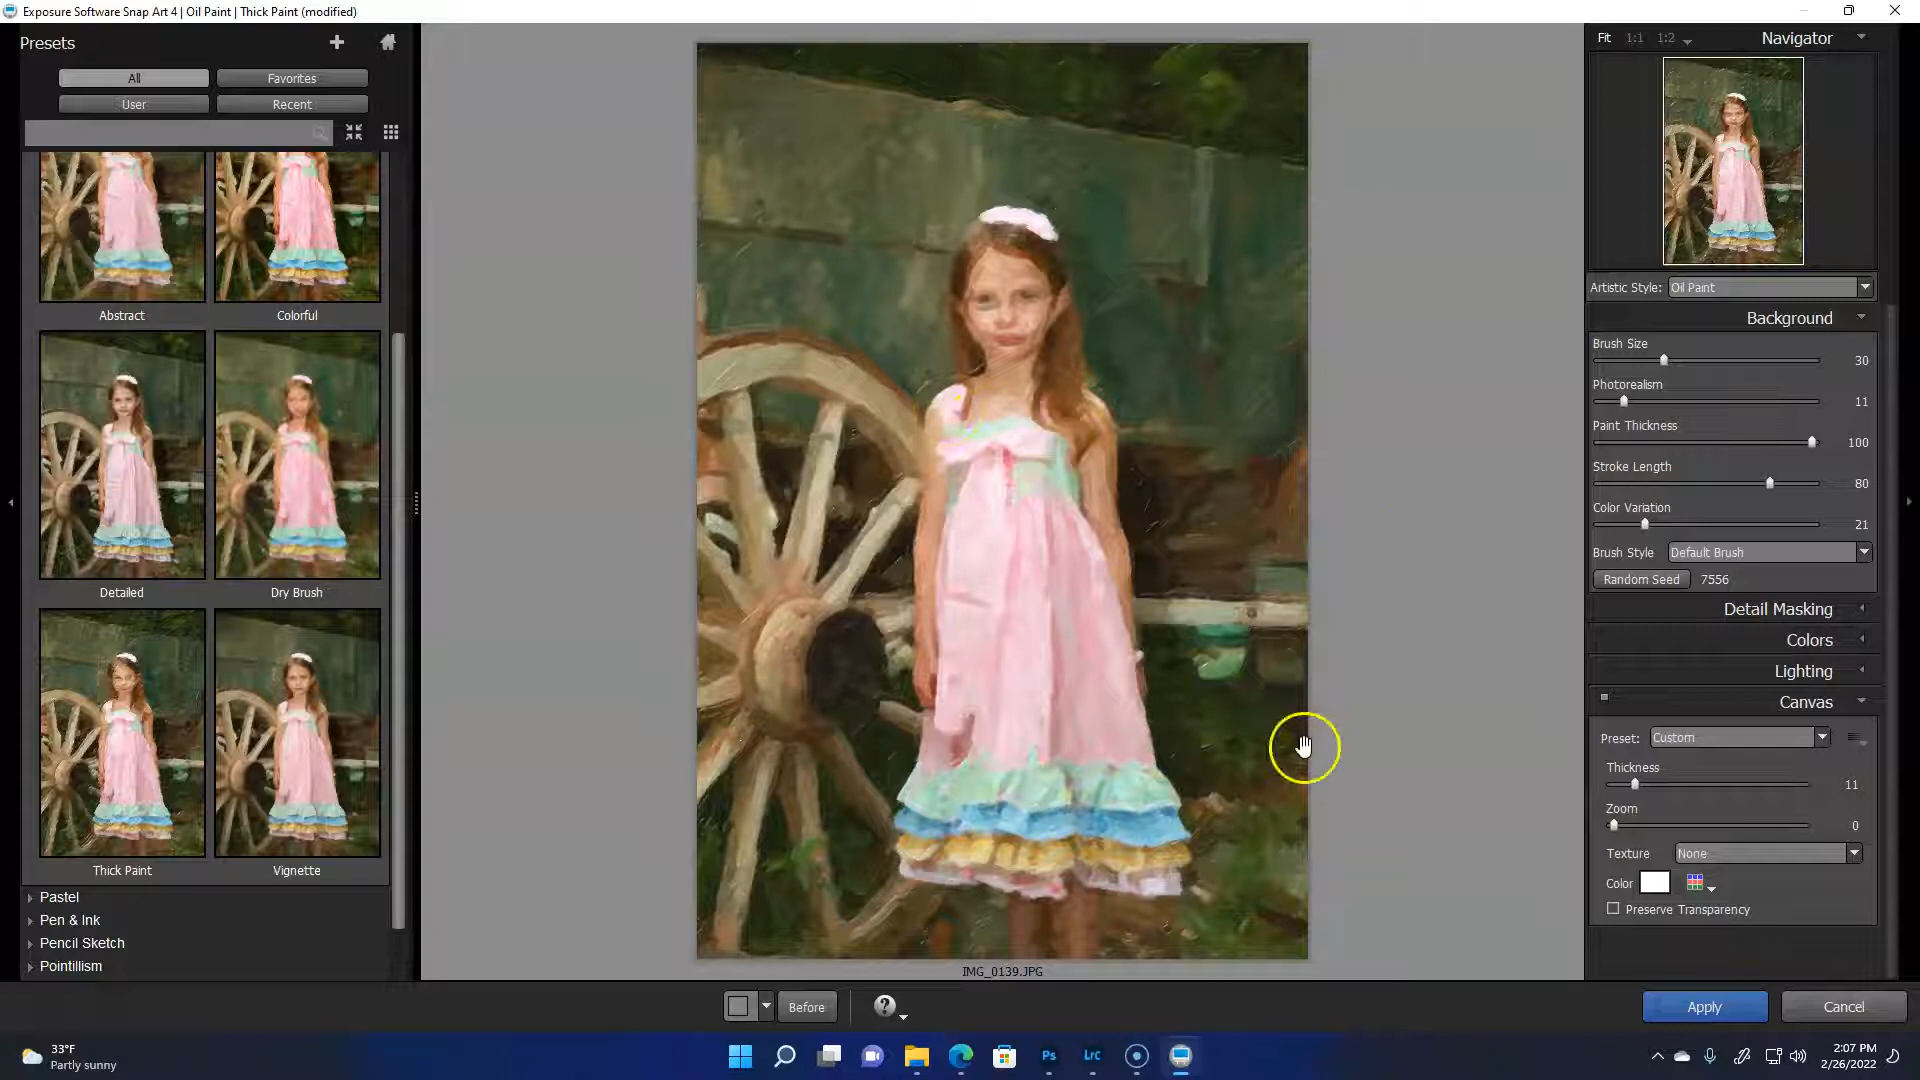 Exposure Software Snap Art 4 | Oil Paint | Thick Paint (modified)
Presets
All
Favorites
User
Recent
Abstract
Colorful
Detailed
Dry Brush
Thick Paint
Vignette
Pastel
Pen & Ink
Pencil Sketch
Pointillism
IMG_0139.JPG
Before
?
Fit 1:1 1:2 Navigator
Artistic Style: Oil Paint
Background
Brush Size
30
Photorealism
11
Paint Thickness
100
Stroke Length
80
Color Variation
21
Brush Style Default Brush
Random Seed 7556
Detail Masking
Colors
Lighting
Canvas
Preset: Custom
Thickness
11
Zoom
0
Texture None
Color
Preserve Transparency
Apply
Cancel
33°F
Partly sunny
Ps
Lrc
2:07 PM
2/26/2022